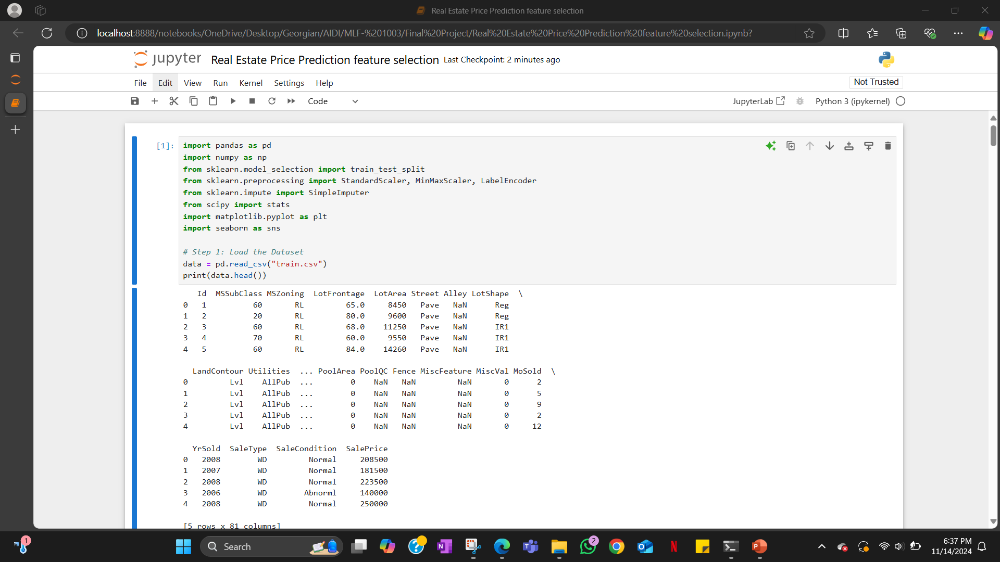 Real Estate Price Prediction feature selection
localhost:8888/notebooks/OneDrive/Desktop/Georgian/AIDI/MLF-%201003/Final%20Project/Real%20Estate%20Price%20Prediction%20feature%20selection.ipynb?
jupyter Real Estate Price Prediction feature selection Last Checkpoint: 2 minutes ago
File Edit View Run Kernel Settings Help Not Trusted
Code JupyterLab Python 3 (ipykernel)
[1]: import pandas as pd
import numpy as np
from sklearn.model_selection import train_test_split
from sklearn.preprocessing import StandardScaler, MinMaxScaler, LabelEncoder
from sklearn.impute import SimpleImputer
from scipy import stats
import matplotlib.pyplot as plt
import seaborn as sns
# Step 1: Load the Dataset
data = pd.read_csv("train.csv")
print(data.head())
Id MSSubClass MSZoning LotFrontage LotArea Street Alley LotShape \
0 1 60 RL 65.0 8450 Pave NaN Reg
1 2 20 RL 80.0 9600 Pave NaN Reg
2 3 60 RL 68.0 11250 Pave NaN IR1
3 4 70 RL 60.0 9550 Pave NaN IR1
4 5 60 RL 84.0 14260 Pave NaN IR1
LandContour Utilities ... PoolArea PoolQC Fence MiscFeature MiscVal MoSold \
0 Lvl AllPub ... 0 NaN NaN NaN 0 2
1 Lvl AllPub ... 0 NaN NaN NaN 0 5
2 Lvl AllPub ... 0 NaN NaN NaN 0 9
3 Lvl AllPub ... 0 NaN NaN NaN 0 2
4 Lvl AllPub ... 0 NaN NaN NaN 0 12
YrSold SaleType SaleCondition SalePrice
0 2008 WD Normal 208500
1 2007 WD Normal 181500
2 2008 WD Normal 223500
3 2006 WD Abnorml 140000
4 2008 WD Normal 250000
[5 rows x 81 columns]
1
Search
2
6:37 PM
11/14/2024